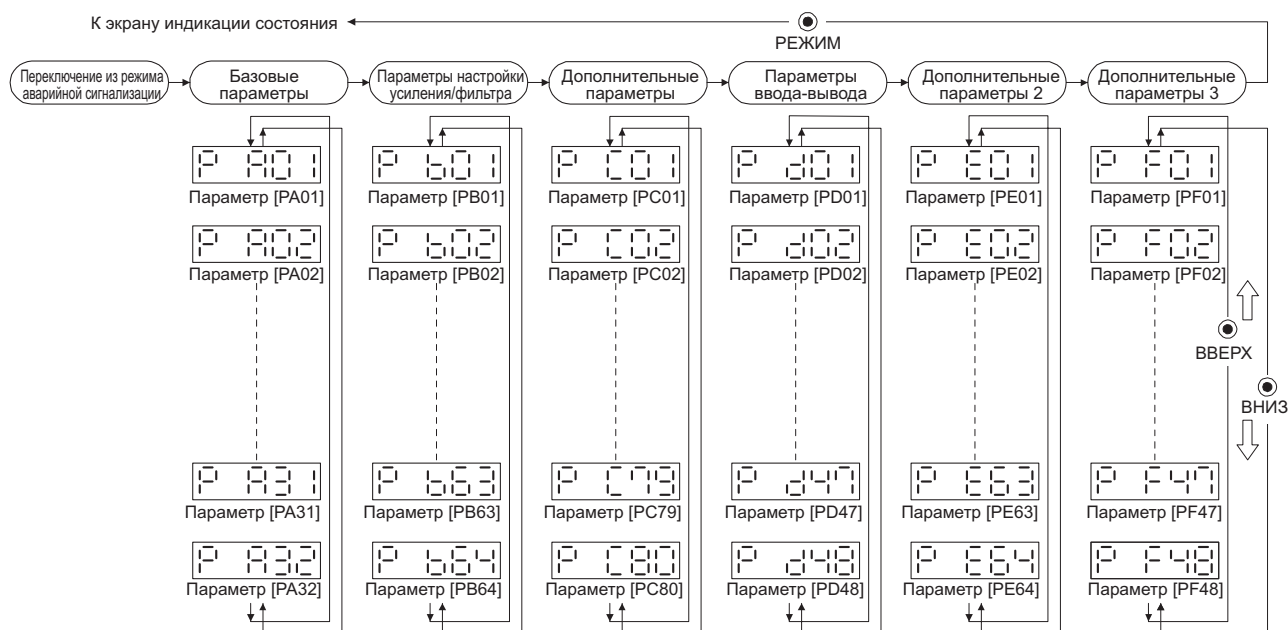 К экрану индикации состояния
РЕЖИМ
Переключение из режима
аварийной сигнализации
Базовые
параметры
Параметры настройки
усиления/фильтра
Дополнительные
параметры
Параметры
ввода-вывода
Дополнительные
параметры 2
Дополнительные
параметры 3
P A01 P b01 P C01 P d01 P E01 P F01
Параметр [PA01] Параметр [PB01] Параметр [PC01] Параметр [PD01] Параметр [PE01] Параметр [PF01]
P A02 P b02 P C02 P d02 P E02 P F02
Параметр [PA02] Параметр [PB02] Параметр [PC02] Параметр [PD02] Параметр [PE02] Параметр [PF02]
ВВЕРХ
ВНИЗ
P A31 P b63 P C79 P d47 P E63 P F47
Параметр [PA31] Параметр [PB63] Параметр [PC79] Параметр [PD47] Параметр [PE63] Параметр [PF47]
P A32 P b64 P C80 P d48 P E64 P F48
Параметр [PA32] Параметр [PB64] Параметр [PC80] Параметр [PD48] Параметр [PE64] Параметр [PF48]